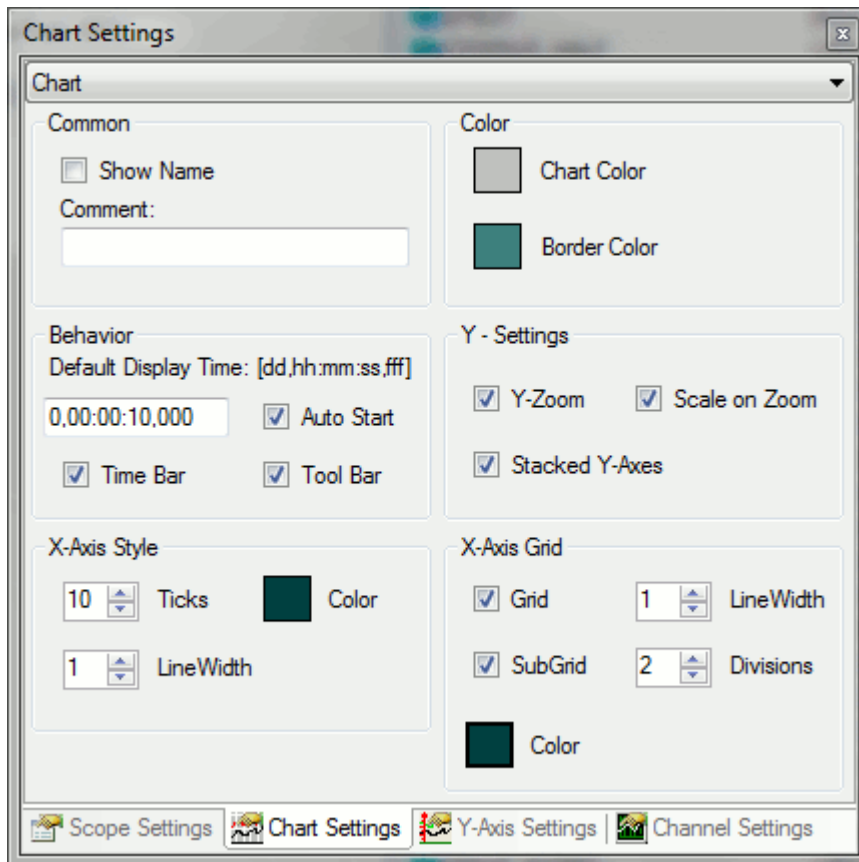 Chart Settings
Chart
Common
Show Name
Comment:
Color
Chart Color
Border Color
Behavior
Default Display Time: [dd,hh:mm:ss,fff]
0,00:00:10,000 Auto Start
Time Bar Tool Bar
Y - Settings
Y-Zoom Scale on Zoom
Stacked Y-Axes
X-Axis Style
10 Ticks Color
1 LineWidth
X-Axis Grid
Grid 1 LineWidth
SubGrid 2 Divisions
Color
Scope Settings Chart Settings Y-Axis Settings Channel Settings